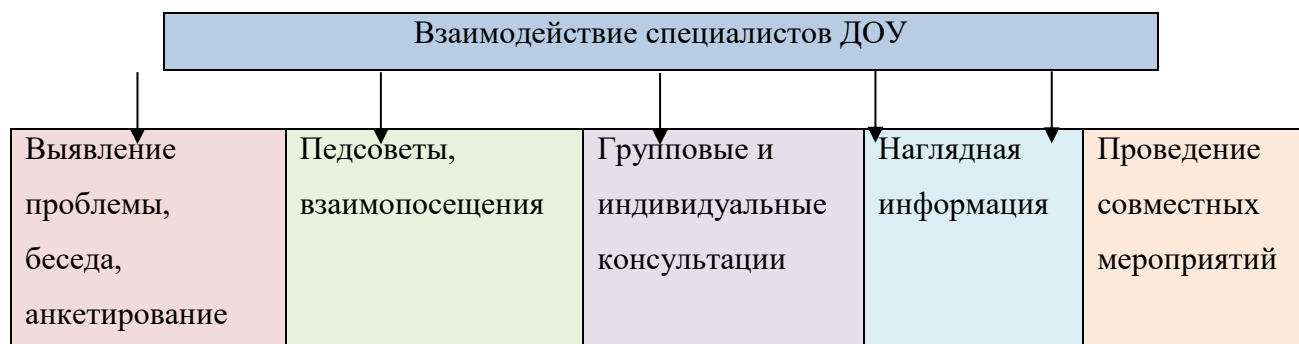 Взаимодействие специалистов ДОУ
Выявление
проблемы,
беседа,
анкетирование
Педсоветы,
взаимопосещения
Групповые и
индивидуальные
консультации
Наглядная
информация
Проведение
совместных
мероприятий